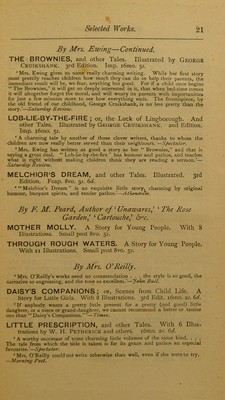 Selected Works. 21
By Mrs. Ewing—Continued.
THE BROWNIES, and other Tales. Illustrated by GEORGE
CRUIKSHANK. 3rd Edition. Imp. 16mo. 5s.
'Mrs. Ewing gives us some really charming writing. While her first story
most prettily teaches children how much they can do to help their parents, the
immediate result will be, we fear, anything but good. For if a child once begins
"The Brownies," it will get so deeply interested in it, that when bed-time comes
it will altogether forget the moral, and will weary its parents with importunities
for just a few minutes more to see how everything ends. The frontispiece, by
the old friend of our childhood, George Cruikshank, is no less pretty than the
story.'—Saturday Review.
LOB-LIE-BY-THE-FIRE; or, the Luck of Lingborough. And
other Tales. Illustrated by GEORGE CRUIKSHANK. 2nd Edition.
Imp. 16mo. 5s.
'A charming tale by another of those clever writers, thanks to whom the
children are now really better served than their neighbours.'—Spectator.
'Mrs. Ewing has written as good a story as her "Brownies," and that is
saying a great deal. "Lob-lie-by-the-fire" has humour and pathos, and teaches
what is right without making children think they are reading a sermon.'—
Saturday Review.
MELCHIOR'S DREAM, and other Tales. Illustrated. 3rd
Edition. Fcap. 8vo. 3s. 6d.
'"Melchior's Dream" is an exquisite little story, charming by original
humour, buoyant spirits, and tender pathos.'—Athenæum.
By F. M. Peard, Author of 'Unawares,' 'The Rose
Garden,' 'Cartouche,' &c.
MOTHER MOLLY. A Story for Young People. With 8
Illustrations. Small post 8vo. 5s.
THROUGH ROUGH WATERS. A Story for Young People.
With 11 Illustrations. Small post 8vo. 5s.
By Mrs. O'Reilly.
'Mrs. O'Reilly's works need no commendation . . . the style is so good, the
narrative so engrossing, and the tone so excellent.'—John Bull.
DAISY'S COMPANIONS; or, Scenes from Child Life. A
Story for Little Girls. With 8 Illustrations. 3rd Edit. 16mo. 2s. 6d.
'If anybody wants a pretty little present for a pretty (and good) little
daughter, or a niece or grand-daughter, we cannot recommend a better or tastier
one than "Daisy's Companions."'—Times.
LITTLE PRESCRIPTION, and other Tales. With 6 Illus-
trations by W. H. PETHERICK and others. 16mo. 2s. 6d.
'A worthy successor of some charming little volumes of the same kind. . . .
The tale from which the title is taken is for its grace and pathos an especial
favourite.'—Spectator.
'Mrs. O'Reilly could not write otherwise than well, even if she were to try.'
—Morning Post.